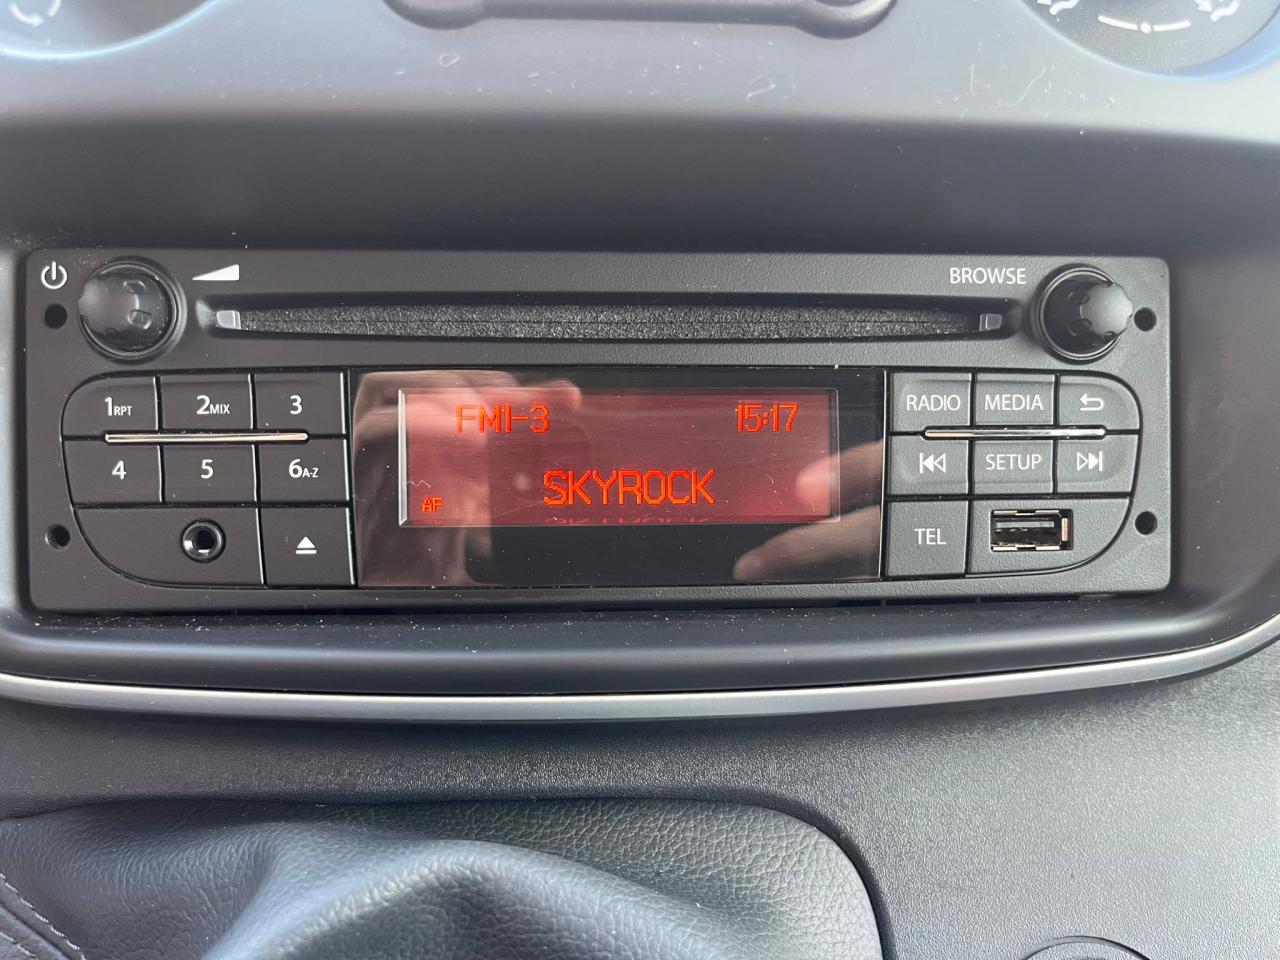 BROWSE
1RPT 2MIX 3
4 5 6A-Z
FM1-3 15:17
SKYROCK
AF
RADIO MEDIA
SETUP
TEL